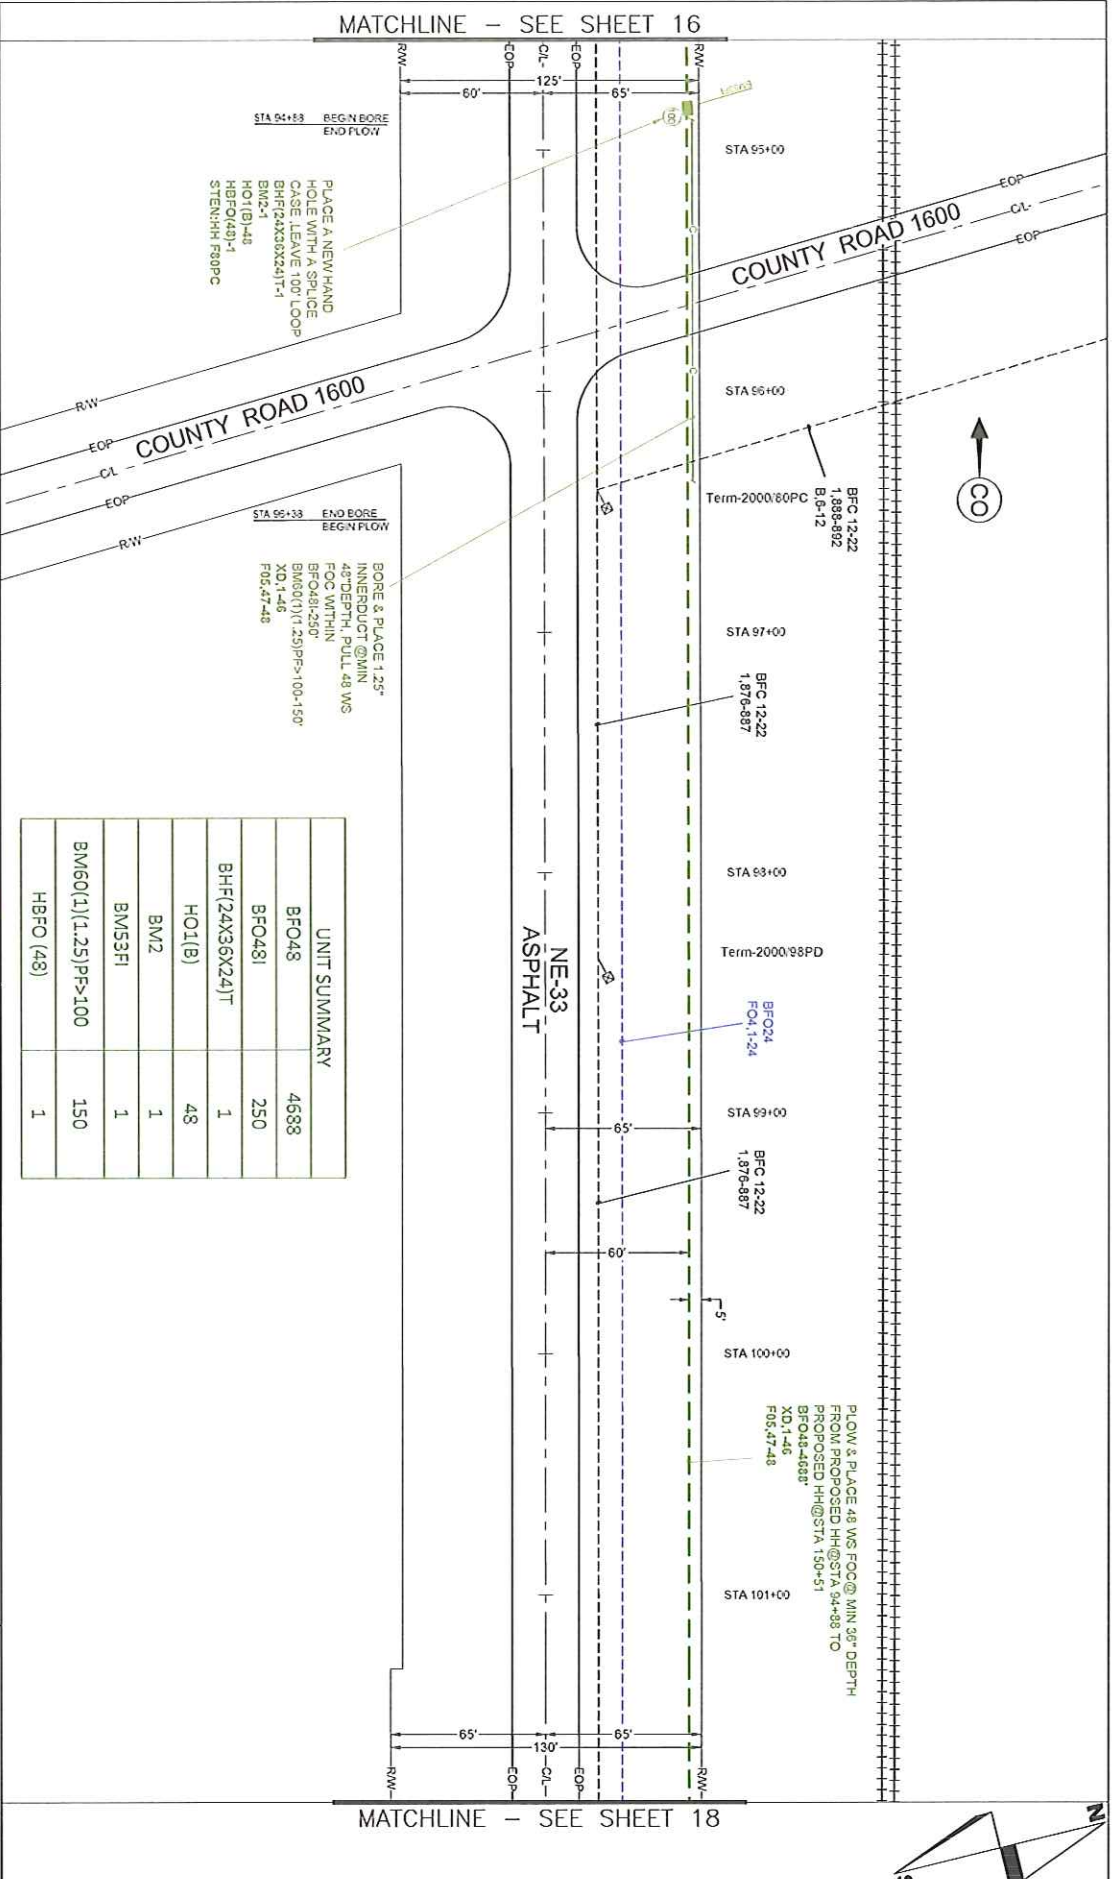 MATCHLINE – SEE SHEET 16
R/W
EOP
C/L
EOP
R/W
125'
60'
65'
STA 94+88 BEGIN BORE
END PLOW
PLACE A NEW HAND
HOLE WITH A SPLICE
CASE ,LEAVE 100' LOOP
BHF(24X36X24)T-1
BM2-1
HO1(B)-48
HBFO(48)-1
STEN:HH F80PC
100'
BM53FI
STA 95+00
EOP
C/L
EOP
COUNTY ROAD 1600
C
C
STA 96+00
R/W
EOP
COUNTY ROAD 1600
C/L
EOP
R/W
CO
BFC 12-22
1,888-892
B,6-12
Term-2000/80PC
STA 96+38 END BORE
BEGIN PLOW
BORE & PLACE 1.25"
INNERDUCT @MIN
48"DEPTH, PULL 48 WS
FOC WITHIN
BFO48I-250'
BM60(1)(1.25)PF>100-150'
XD,1-46
F05,47-48
STA 97+00
BFC 12-22
1,876-887
STA 98+00
Term-2000/98PD
NE-33
ASPHALT
BFO24
FO4,1-24
STA 99+00
65'
BFC 12-22
1,876-887
60'
5'
STA 100+00
PLOW & PLACE 48 WS FOC@ MIN 36" DEPTH
FROM PROPOSED HH@STA 94+88 TO
PROPOSED HH@STA 150+51
BFO48-4688'
XD,1-46
F05,47-48
STA 101+00
UNIT SUMMARY
BFO48 4688
BFO48I 250
BHF(24X36X24)T 1
HO1(B) 48
BM2 1
BM53FI 1
BM60(1)(1.25)PF>100 150
HBFO (48) 1
65'
65'
130'
R/W
EOP
C/L
EOP
R/W
MATCHLINE – SEE SHEET 18
N